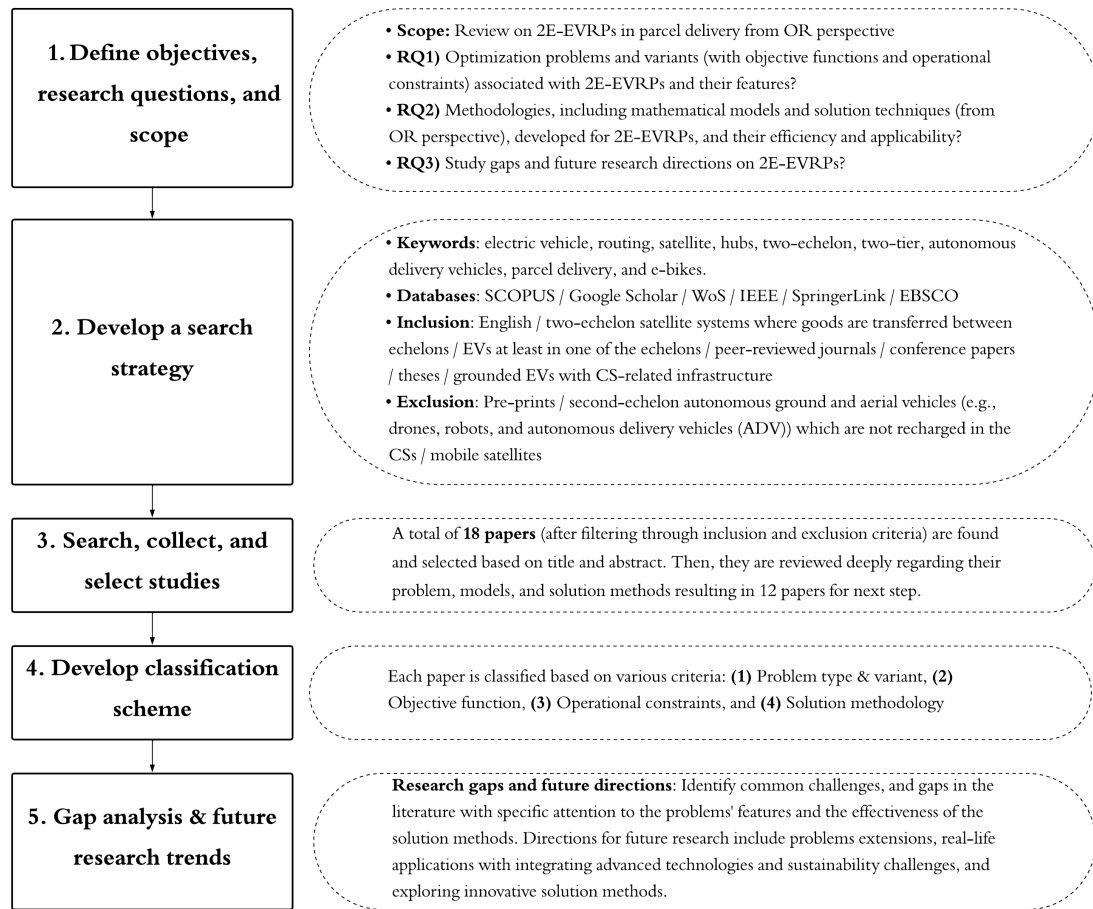 1. Define objectives,
research questions, and
scope
• Scope: Review on 2E-EVRPs in parcel delivery from OR perspective
• RQ1) Optimization problems and variants (with objective functions and operational
constraints) associated with 2E-EVRPs and their features?
• RQ2) Methodologies, including mathematical models and solution techniques (from
OR perspective), developed for 2E-EVRPs, and their efficiency and applicability?
• RQ3) Study gaps and future research directions on 2E-EVRPs?
2. Develop a search
strategy
• Keywords: electric vehicle, routing, satellite, hubs, two-echelon, two-tier, autonomous
delivery vehicles, parcel delivery, and e-bikes.
• Databases: SCOPUS / Google Scholar / WoS / IEEE / SpringerLink / EBSCO
• Inclusion: English / two-echelon satellite systems where goods are transferred between
echelons / EVs at least in one of the echelons / peer-reviewed journals / conference papers
/ theses / grounded EVs with CS-related infrastructure
• Exclusion: Pre-prints / second-echelon autonomous ground and aerial vehicles (e.g.,
drones, robots, and autonomous delivery vehicles (ADV)) which are not recharged in the
CSs / mobile satellites
3. Search, collect, and
select studies
A total of 18 papers (after filtering through inclusion and exclusion criteria) are found
and selected based on title and abstract. Then, they are reviewed deeply regarding their
problem, models, and solution methods resulting in 12 papers for next step.
4. Develop classification
scheme
Each paper is classified based on various criteria: (1) Problem type & variant, (2)
Objective function, (3) Operational constraints, and (4) Solution methodology
5. Gap analysis & future
research trends
Research gaps and future directions: Identify common challenges, and gaps in the
literature with specific attention to the problems' features and the effectiveness of the
solution methods. Directions for future research include problems extensions, real-life
applications with integrating advanced technologies and sustainability challenges, and
exploring innovative solution methods.